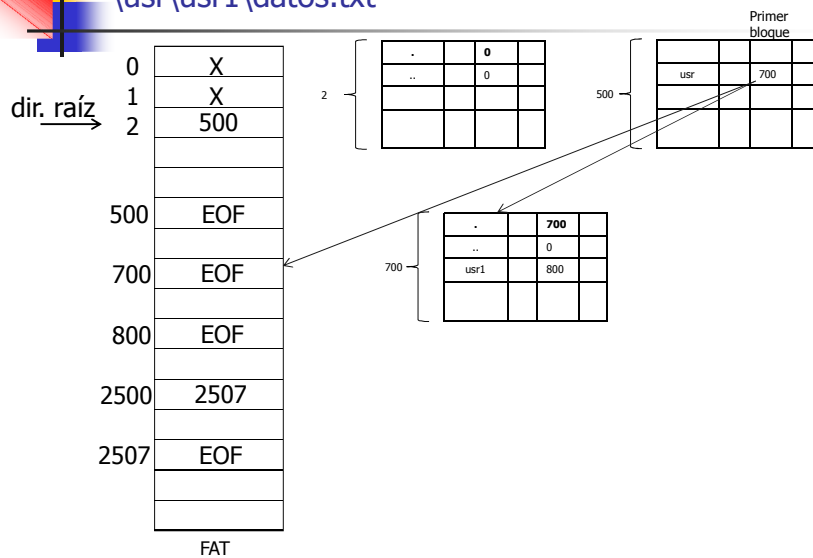 \usr\usr1\datos.txt
Primer
bloque
0 X
1 X
dir. raíz
2 500
500 EOF
700 EOF
800 EOF
2500 2507
2507 EOF
FAT
2
. 0
.. 0
500
usr 700
700
. 700
.. 0
usr1 800